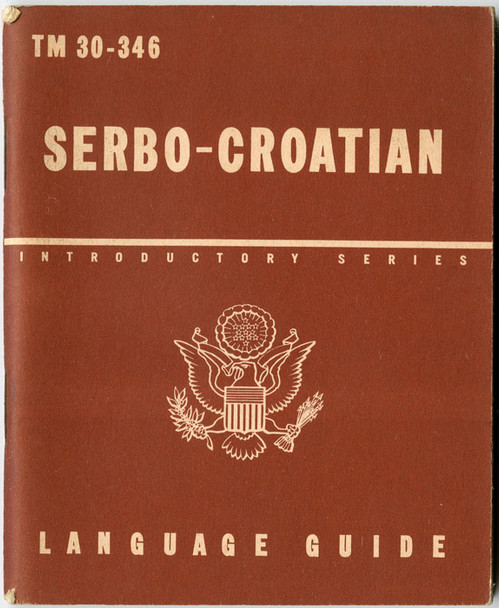 TM 30-346
SERBO-CROATIAN
INTRODUCTORY SERIES
LANGUAGE GUIDE